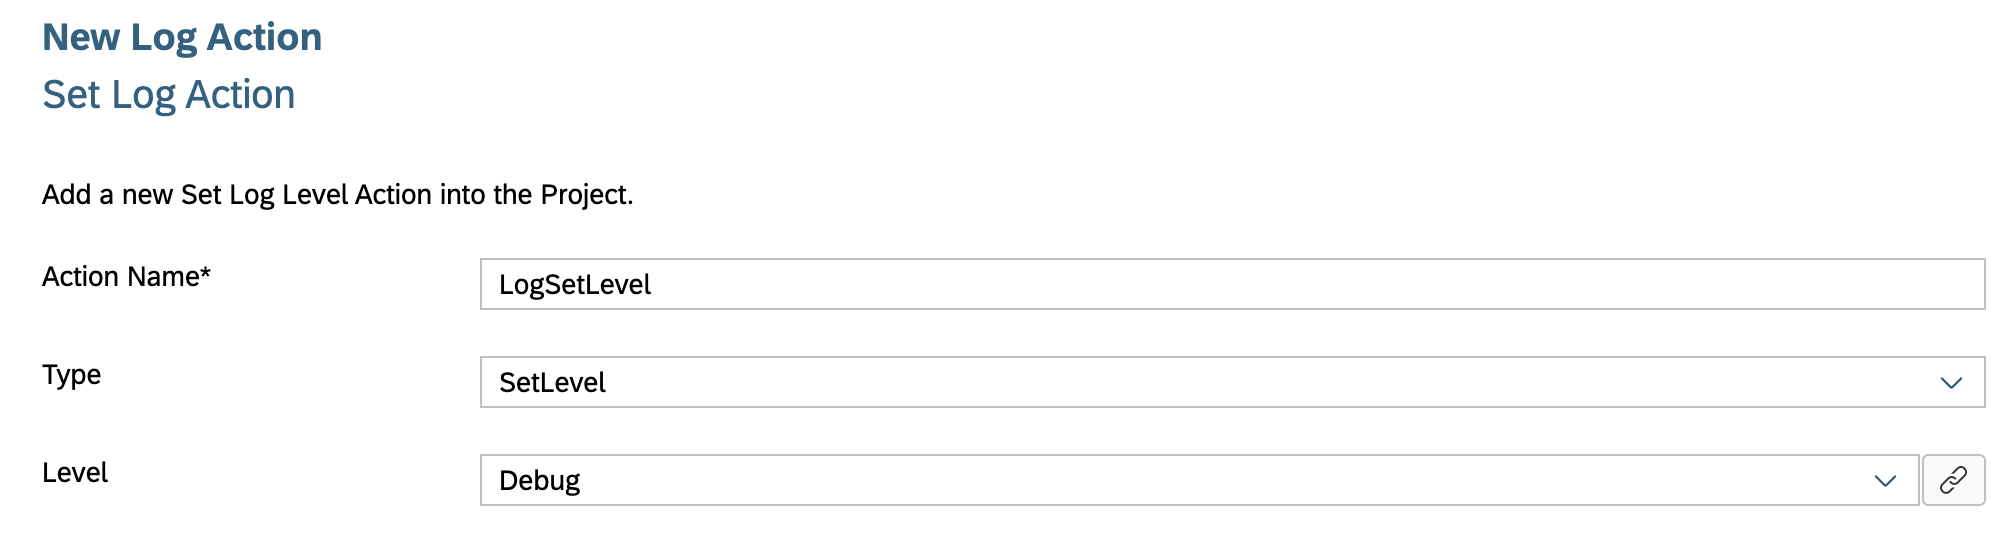 New Log Action
Set Log Action
Add a new Set Log Level Action into the Project.
Action Name*
LogSetLevel
Type
SetLevel
Level
Debug